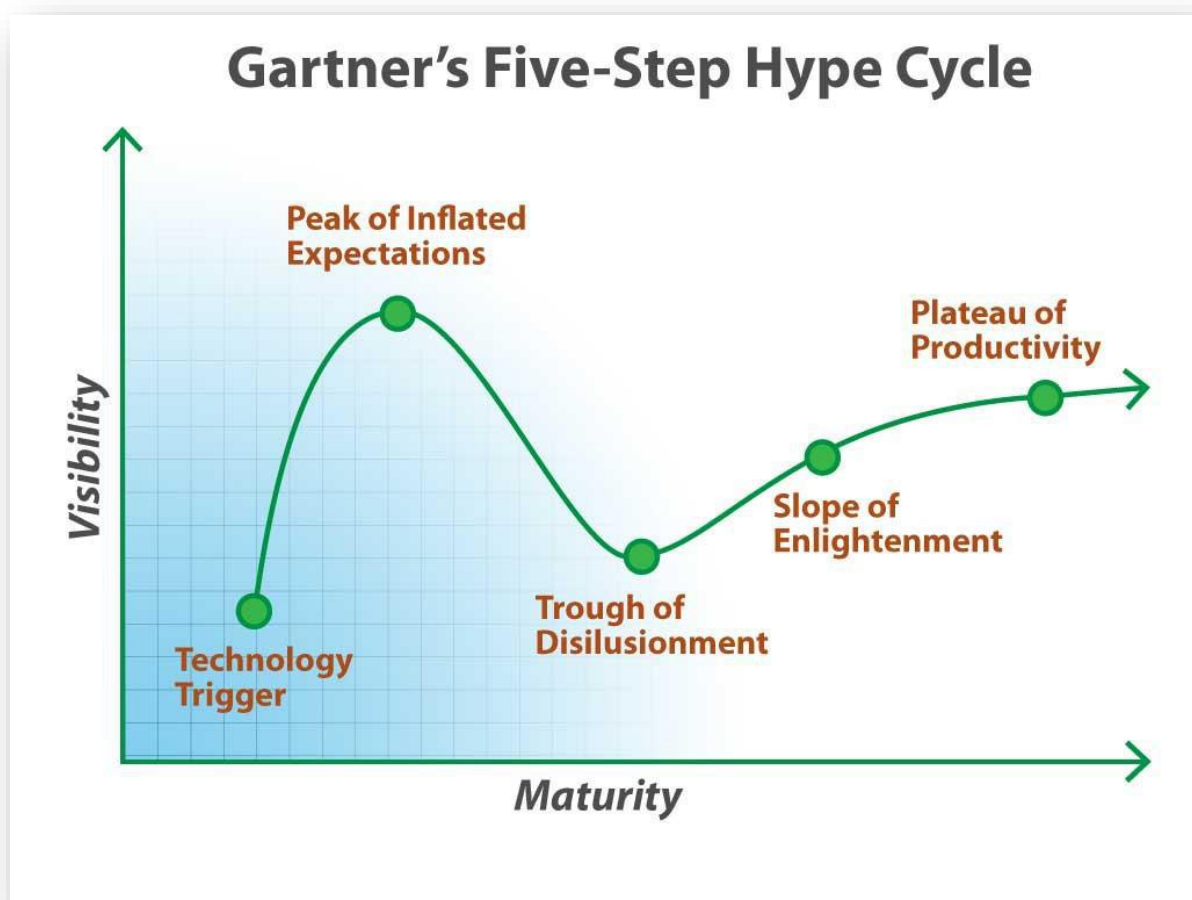 Gartner's Five-Step Hype Cycle
Peak of Inflated
Expectations
Plateau of
Productivity
Visibility
Slope of
Enlightenment
Trough of
Disilusionment
Technology
Trigger
Maturity